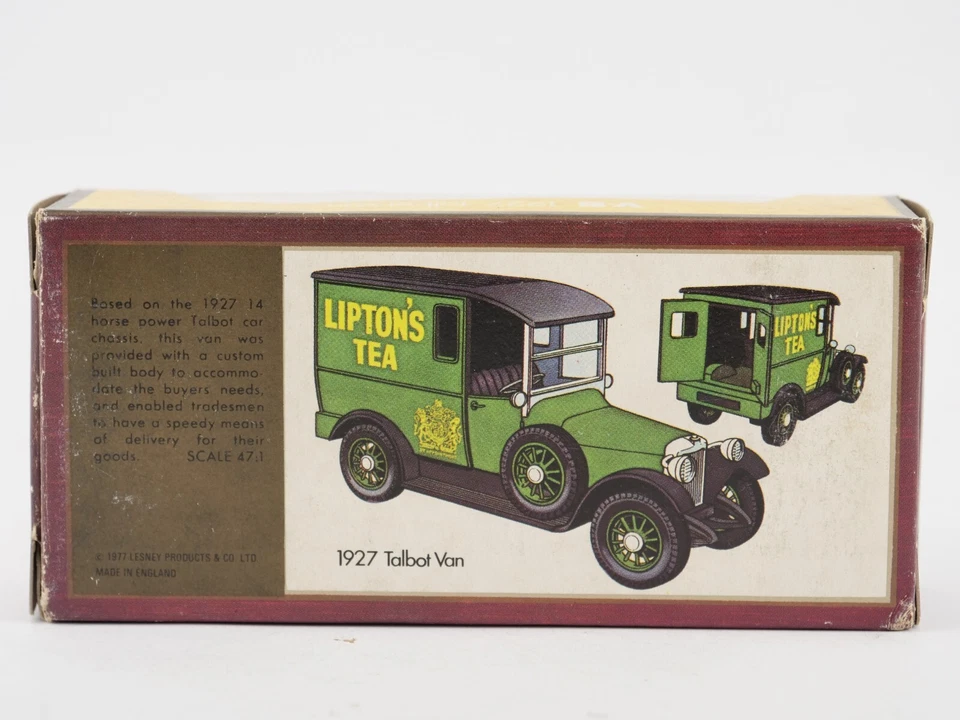 Based on the 1927 14
horse power Talbot car
chassis, this van was
provided with a custom
built body to accommo-
date the buyers needs,
and enabled tradesmen
to have a speedy means
of delivery for their
goods. SCALE 47:1
© 1977 LESNEY PRODUCTS & CO. LTD
MADE IN ENGLAND
LIPTON'S
TEA
LIPTON'S
TEA
1927 Talbot Van